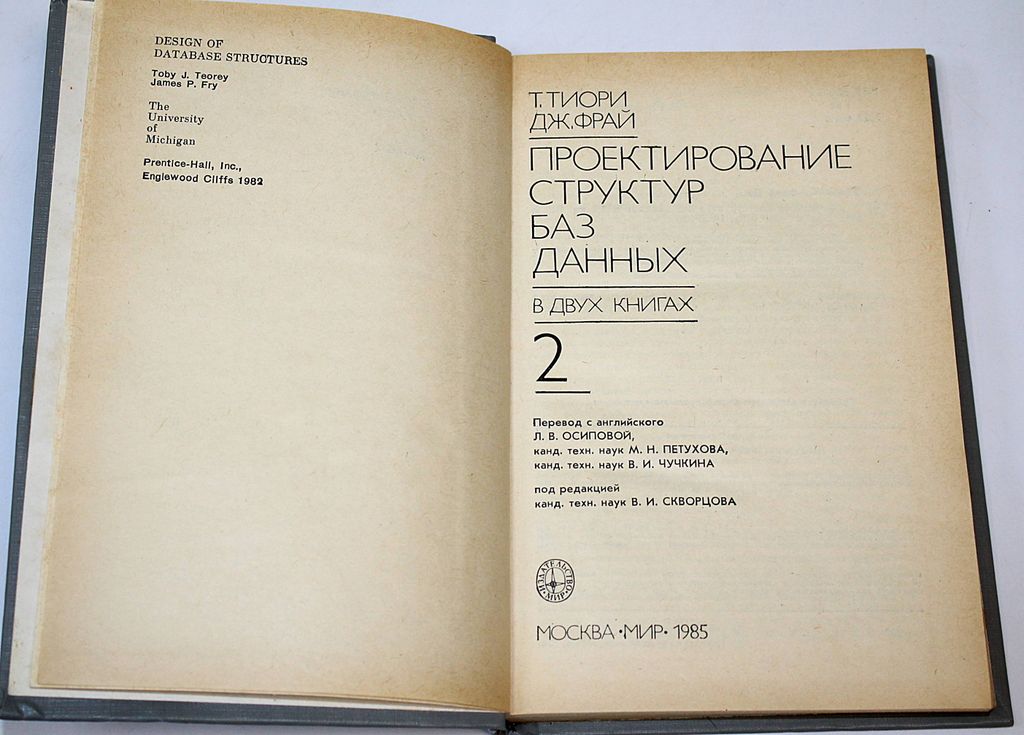 DESIGN OF
DATABASE STRUCTURES
Toby J. Teorey
James P. Fry
The
University
of
Michigan
Prentice-Hall, Inc.,
Englewood Cliffs 1982
Т. ТИОРИ
ДЖ. ФРАЙ
ПРОЕКТИРОВАНИЕ
СТРУКТУР
БАЗ
ДАННЫХ
В ДВУХ КНИГАХ
2
Перевод с английского
Л. В. ОСИПОВОЙ,
канд. техн. наук М. Н. ПЕТУХОВА,
канд. техн. наук В. И. ЧУЧКИНА
под редакцией
канд. техн. наук В. И. СКВОРЦОВА
ИЗДАТЕЛЬСТВО
•МИР•
МОСКВА •МИР• 1985